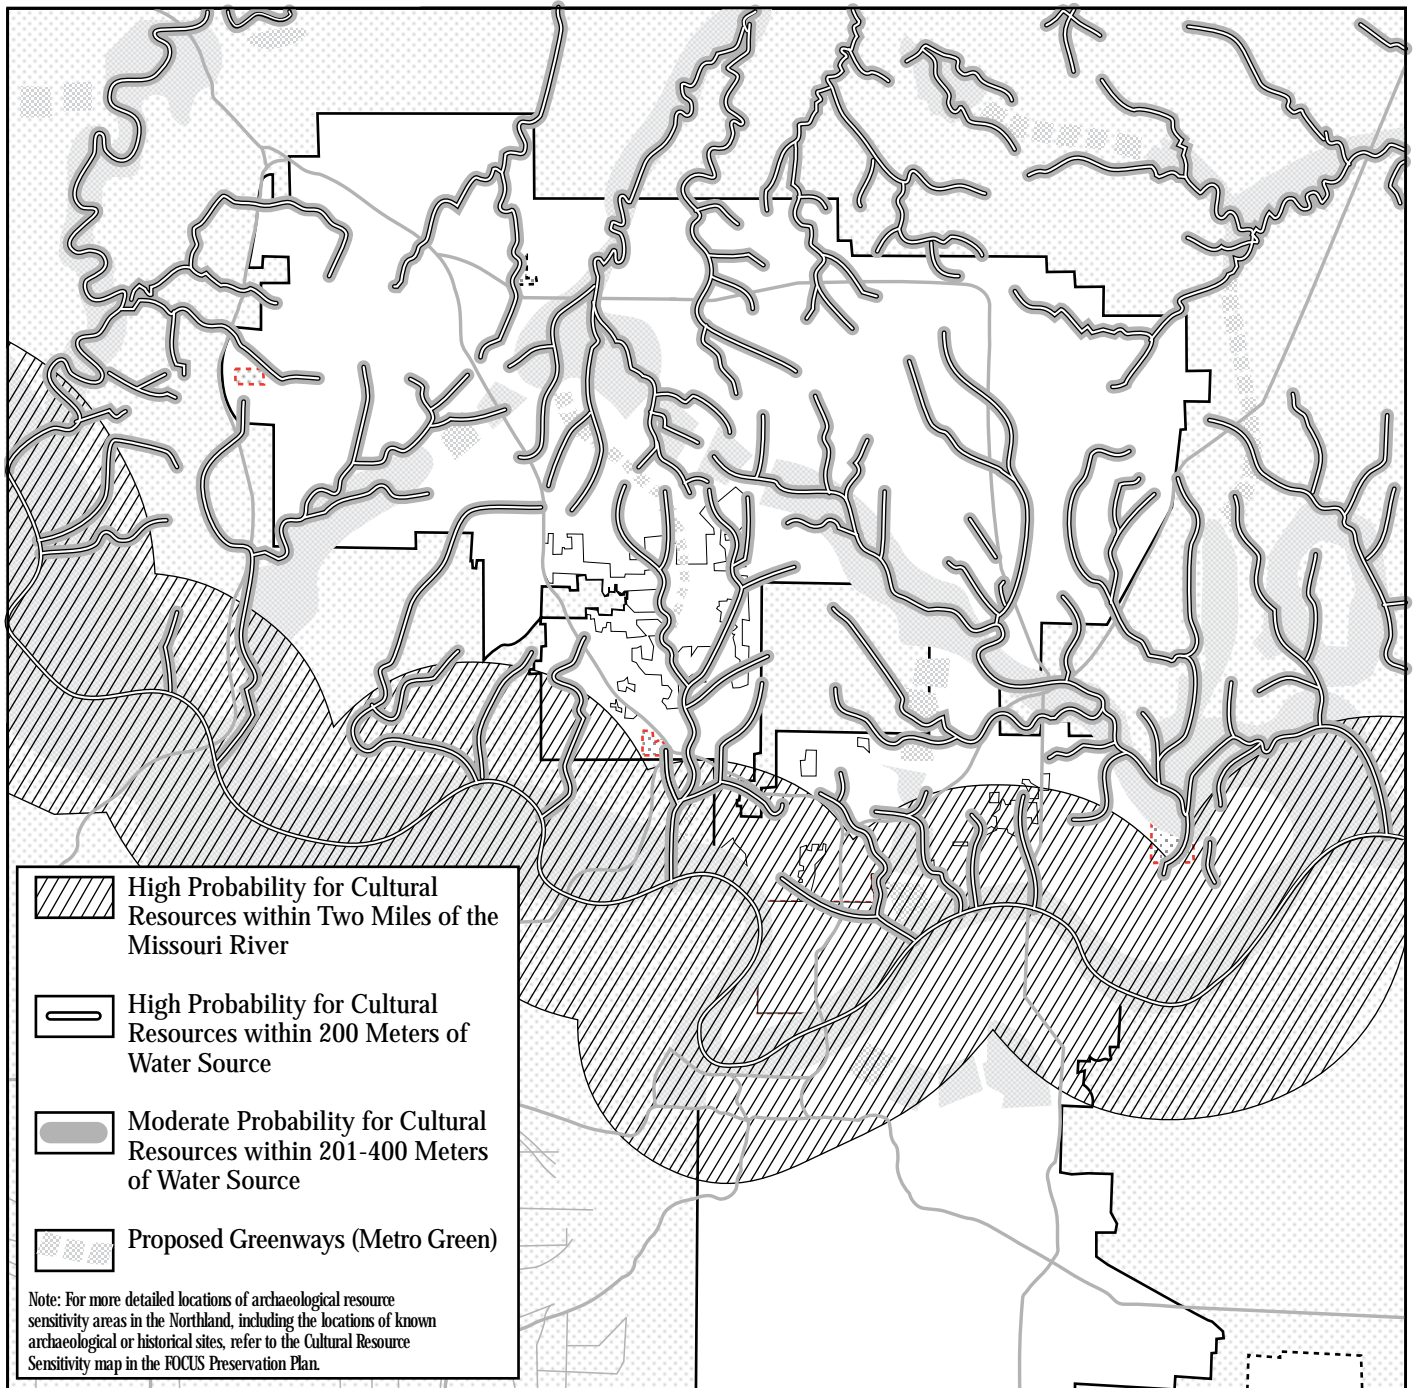 High Probability for Cultural
Resources within Two Miles of the
Missouri River
High Probability for Cultural
Resources within 200 Meters of
Water Source
Moderate Probability for Cultural
Resources within 201-400 Meters
of Water Source
Proposed Greenways (Metro Green)
Note: For more detailed locations of archaeological resource
sensitivity areas in the Northland, including the locations of known
archaeological or historical sites, refer to the Cultural Resource
Sensitivity map in the FOCUS Preservation Plan.